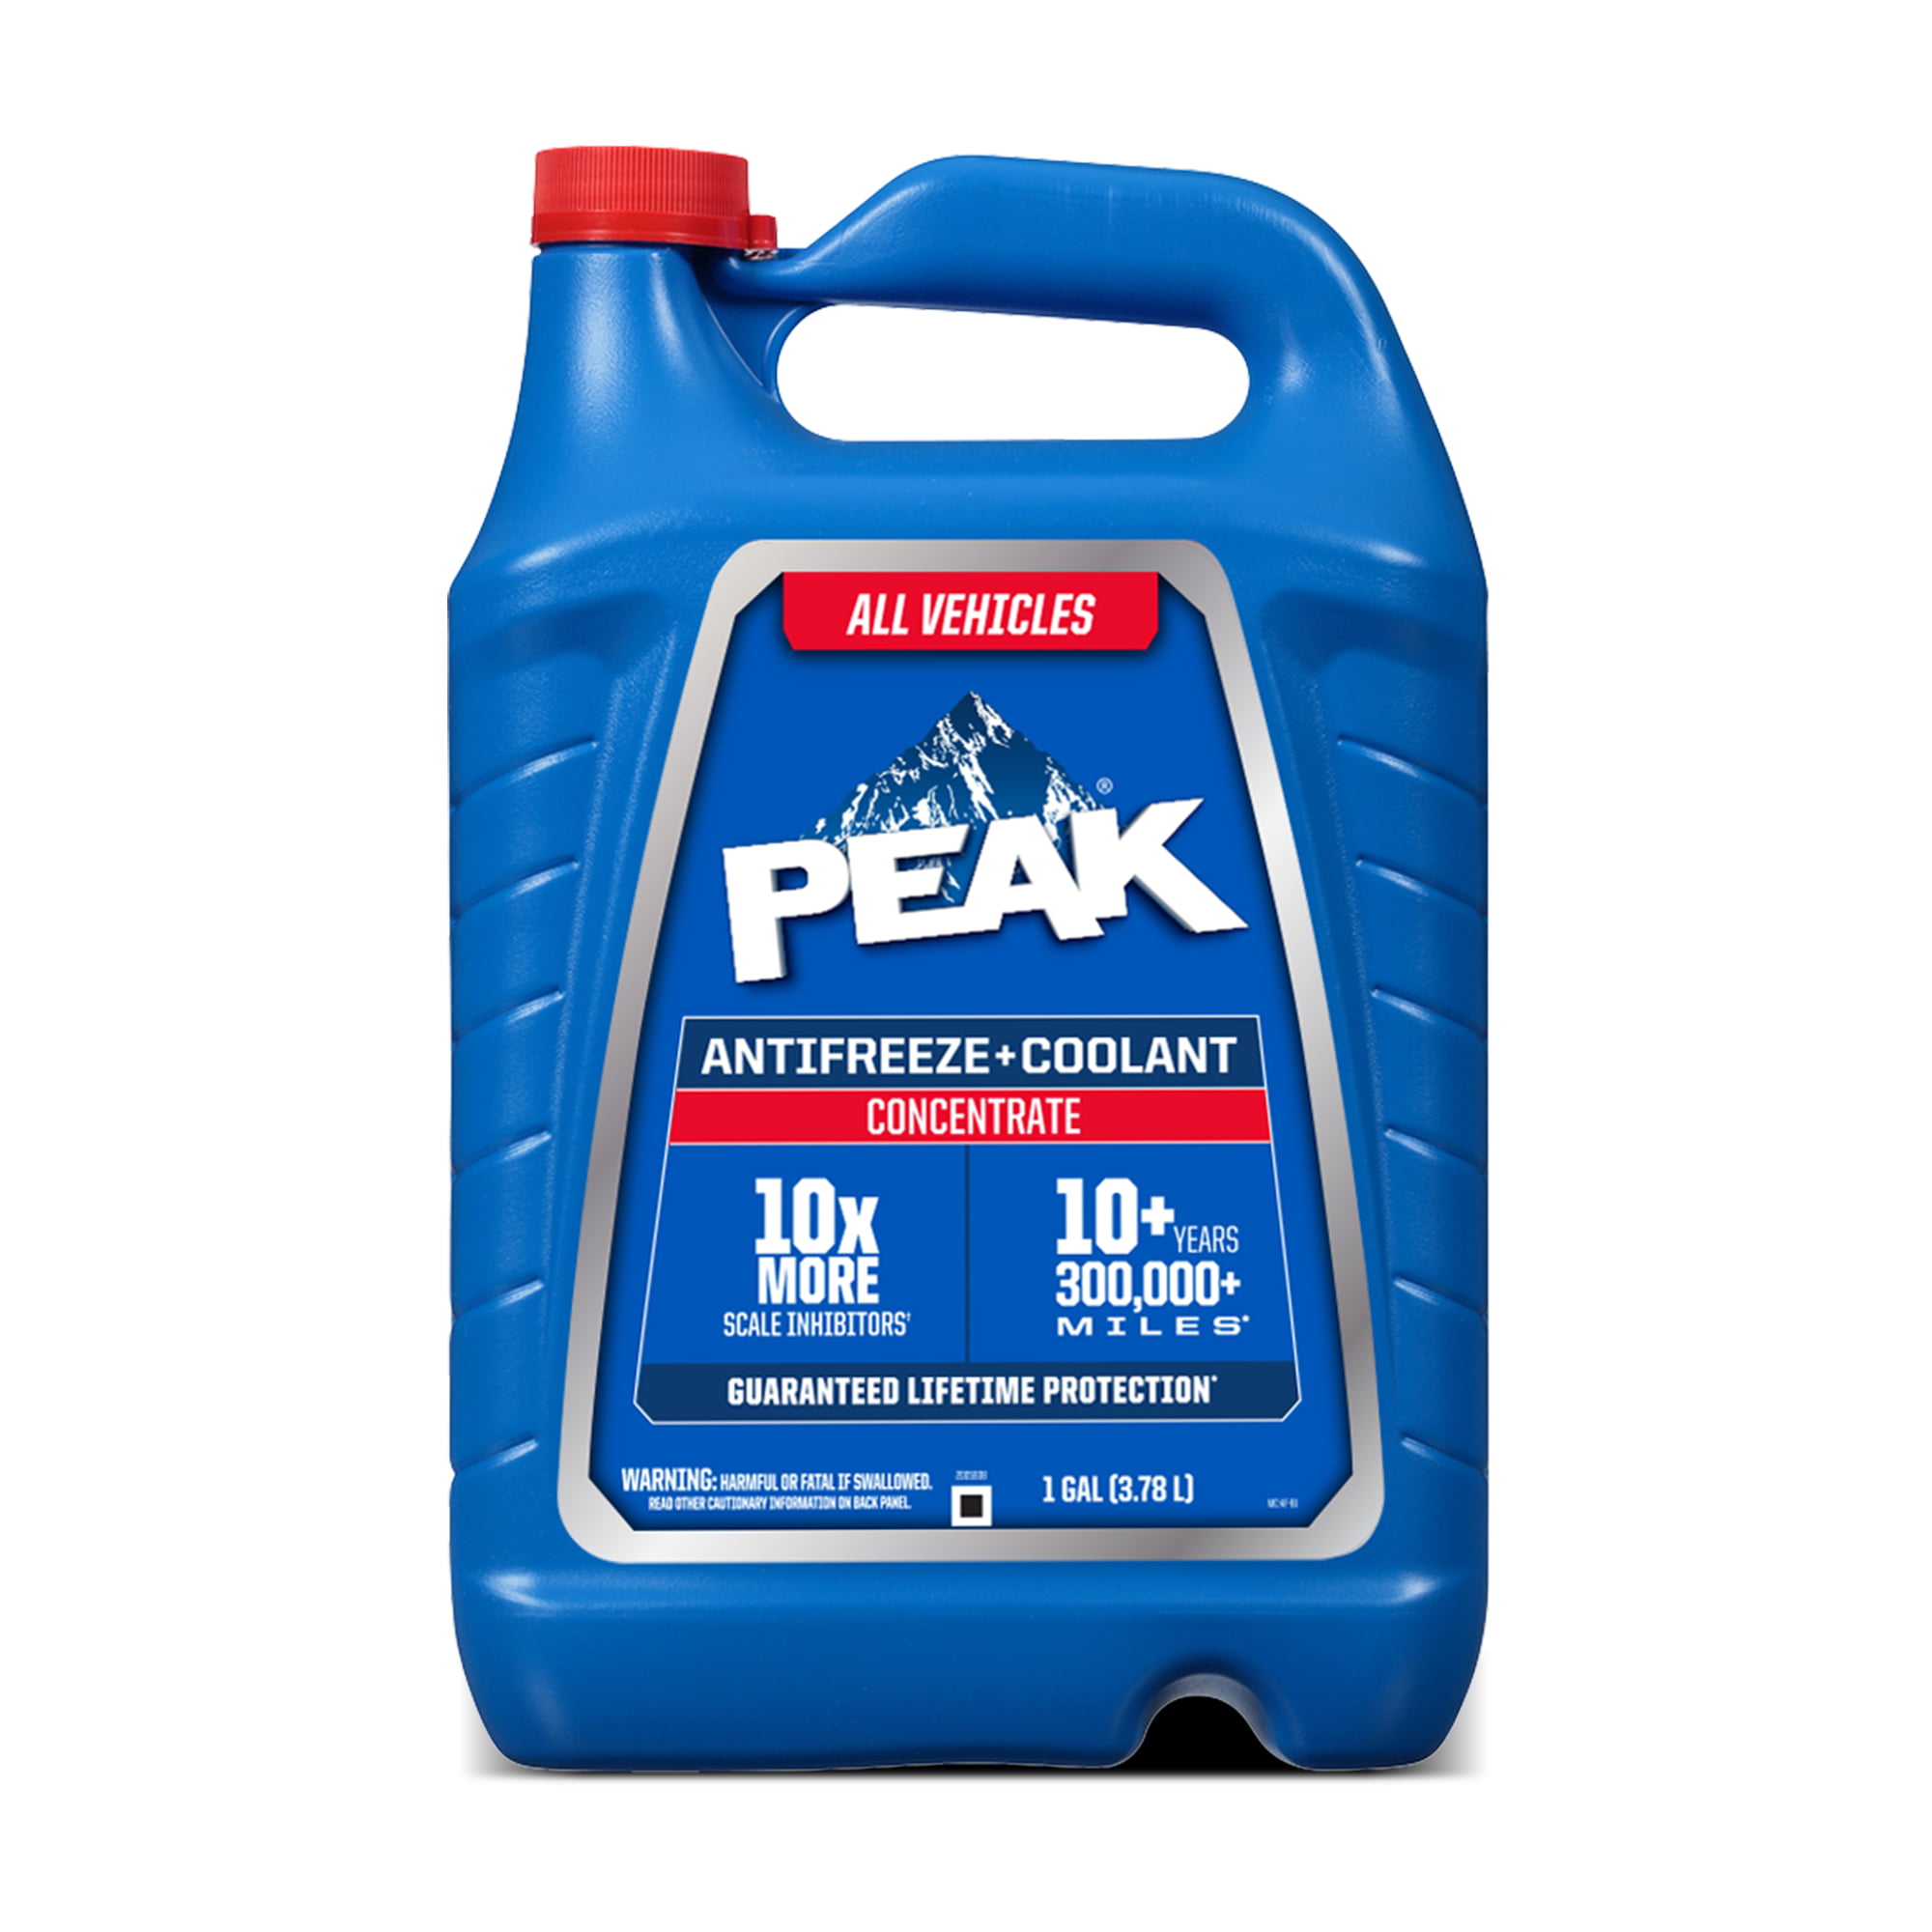 ALL VEHICLES
PEAK®
ANTIFREEZE+COOLANT
CONCENTRATE
10x
MORE
SCALE INHIBITORS†
10+ YEARS
300,000+
MILES*
GUARANTEED LIFETIME PROTECTION*
WARNING: HARMFUL OR FATAL IF SWALLOWED.
READ OTHER CAUTIONARY INFORMATION ON BACK PANEL.
1 GAL (3.78 L)